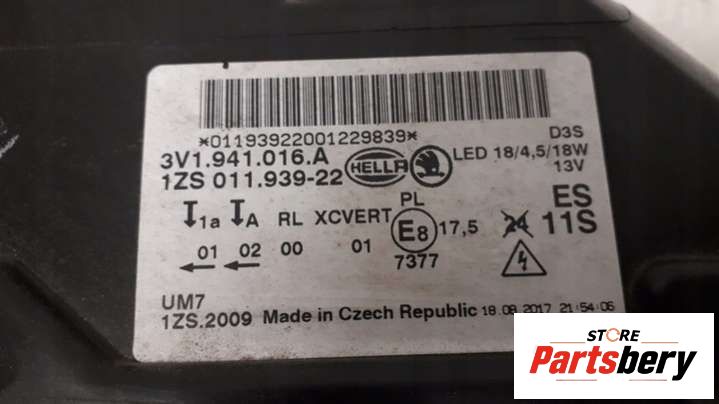 *01193922001229839*
D3S
3V1.941.016.A HELLA LED 18/4,5/18W
1ZS 011.939-22 13V
PL ES
1a A RL XCVERT E8 17,5 24 11S
01 02 00 01 7377
UM7
1ZS.2009 Made in Czech Republic 18.08.2017 21:54:06
STORE
Partsbery